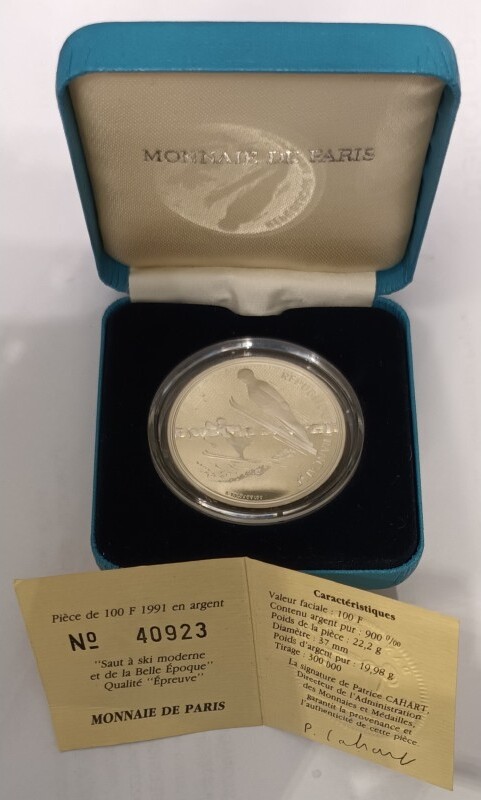 MONNAIE DE PARIS
Pièce de 100 F 1991 en argent
Nº 40923
"Saut à ski moderne
et de la Belle Époque"
Qualité "Épreuve"
MONNAIE DE PARIS
Caractéristiques
Valeur faciale : 100 F
Contenu argent pur : 900 ‰
Poids de la pièce : 22,2 g
Diamètre : 37 mm
Poids d'argent pur : 19,98 g
Tirage : 300 000
La signature de Patrice CAHART,
Directeur de l'Administration
des Monnaies et Médailles,
garantit la provenance et
l'authenticité de cette pièce
P. Cahart